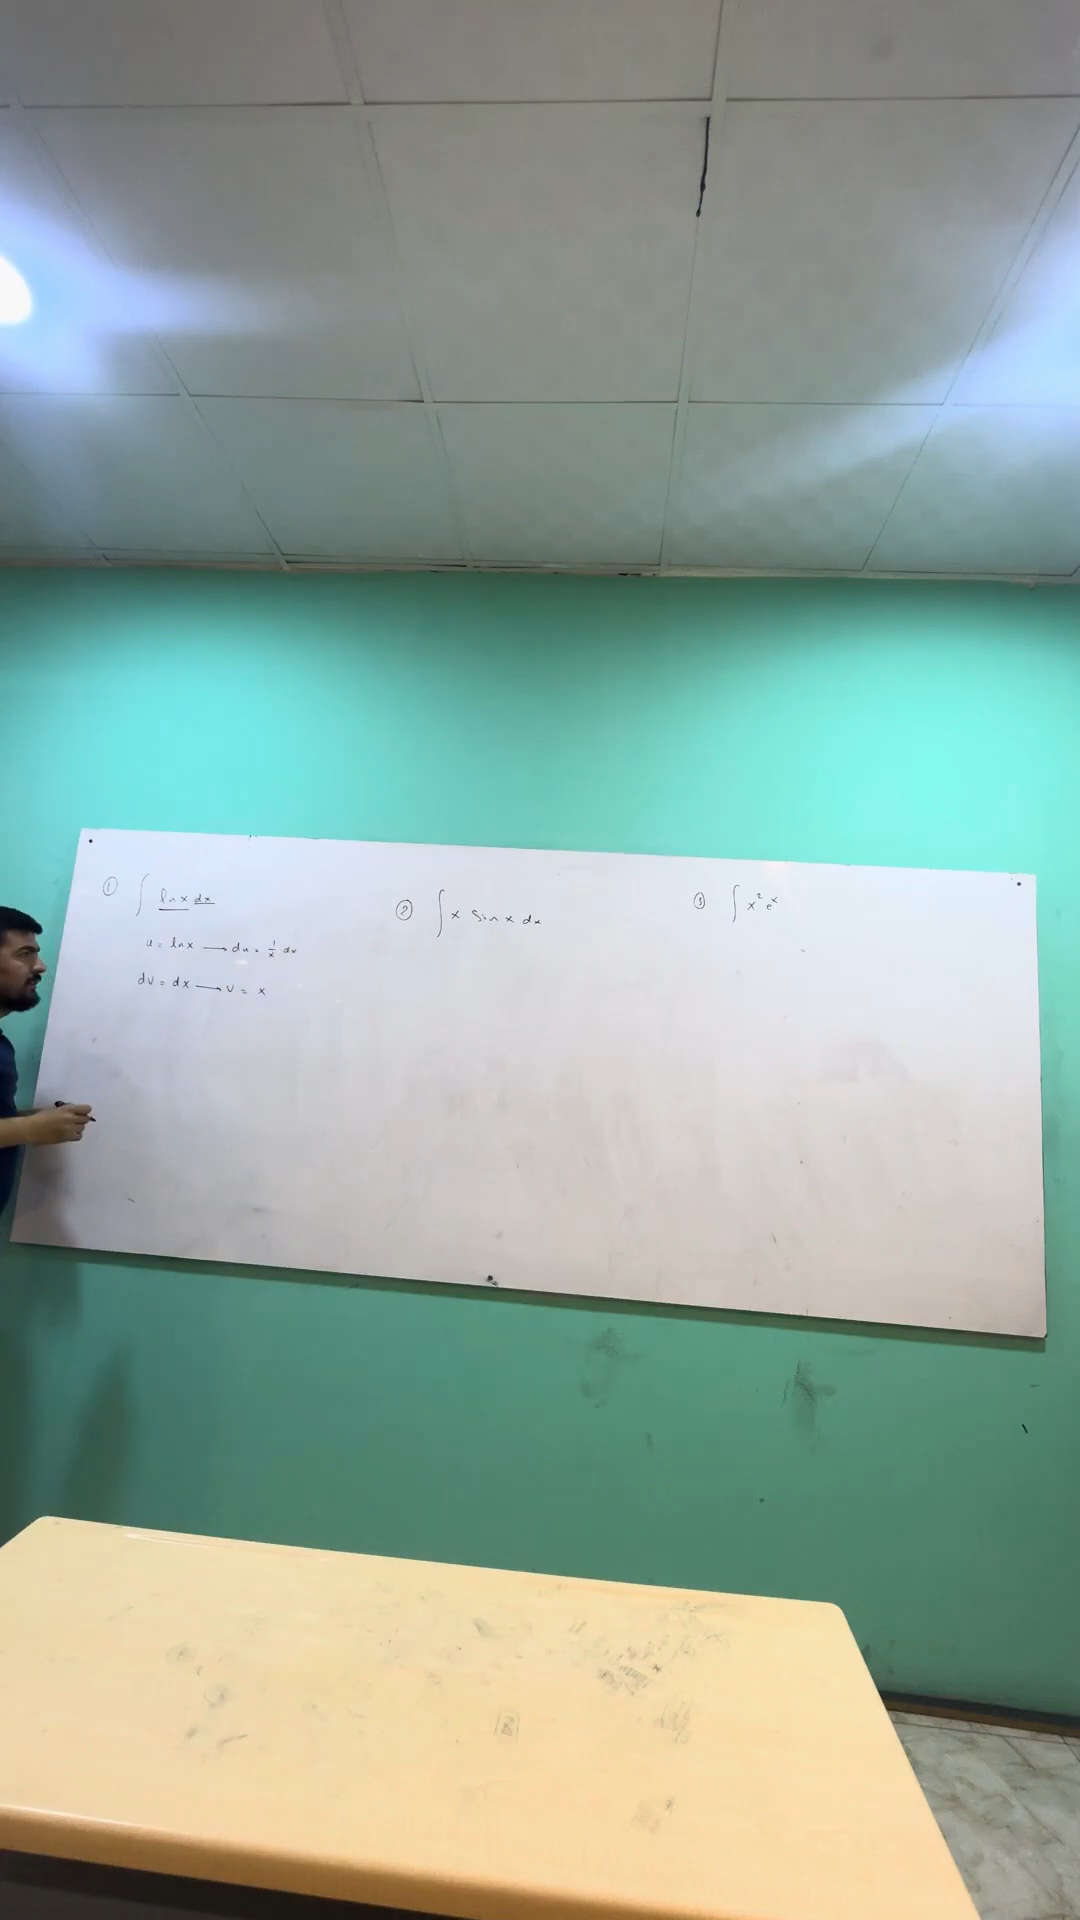 ① ∫ ln x dx
u = ln x ⟶ du = 1/x dx
dv = dx ⟶ v = x
② ∫ x Sin x dx
③ ∫ x² eˣ